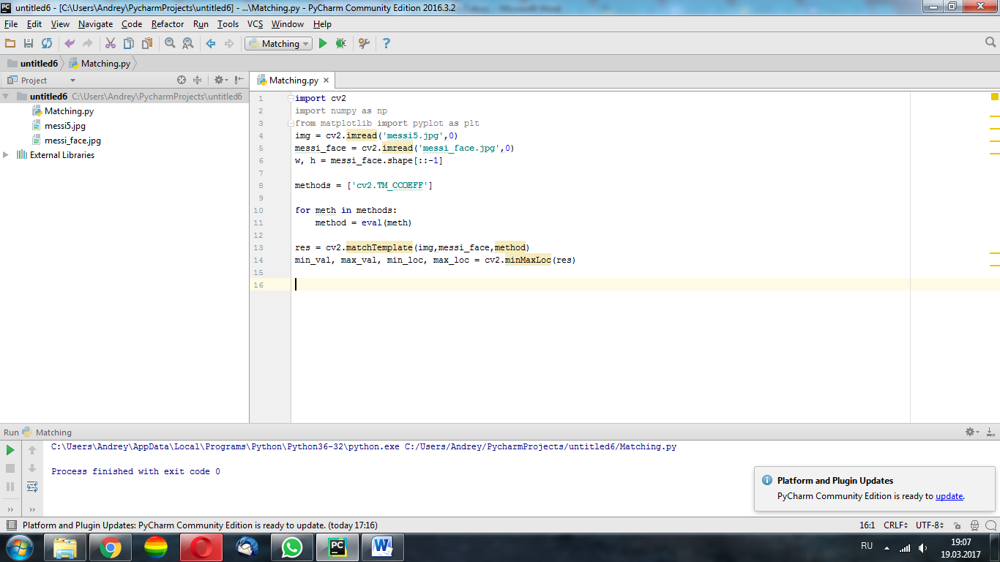 untitled6 - [C:\Users\Andrey\PycharmProjects\untitled6] - ...\Matching.py - PyCharm Community Edition 2016.3.2
File Edit View Navigate Code Refactor Run Tools VCS Window Help
Matching
untitled6 Matching.py
Project
Matching.py
untitled6 C:\Users\Andrey\PycharmProjects\untitled6
Matching.py
messi5.jpg
messi_face.jpg
External Libraries
1 import cv2
2 import numpy as np
3 from matplotlib import pyplot as plt
4 img = cv2.imread('messi5.jpg',0)
5 messi_face = cv2.imread('messi_face.jpg',0)
6 w, h = messi_face.shape[::-1]
7
8 methods = ['cv2.TM_CCOEFF']
9
10 for meth in methods:
11     method = eval(meth)
12
13 res = cv2.matchTemplate(img,messi_face,method)
14 min_val, max_val, min_loc, max_loc = cv2.minMaxLoc(res)
15
16
Run Matching
C:\Users\Andrey\AppData\Local\Programs\Python\Python36-32\python.exe C:/Users/Andrey/PycharmProjects/untitled6/Matching.py
Process finished with exit code 0
Platform and Plugin Updates
PyCharm Community Edition is ready to update.
Platform and Plugin Updates: PyCharm Community Edition is ready to update. (today 17:16)
16:1 CRLF UTF-8
RU
19:07
19.03.2017